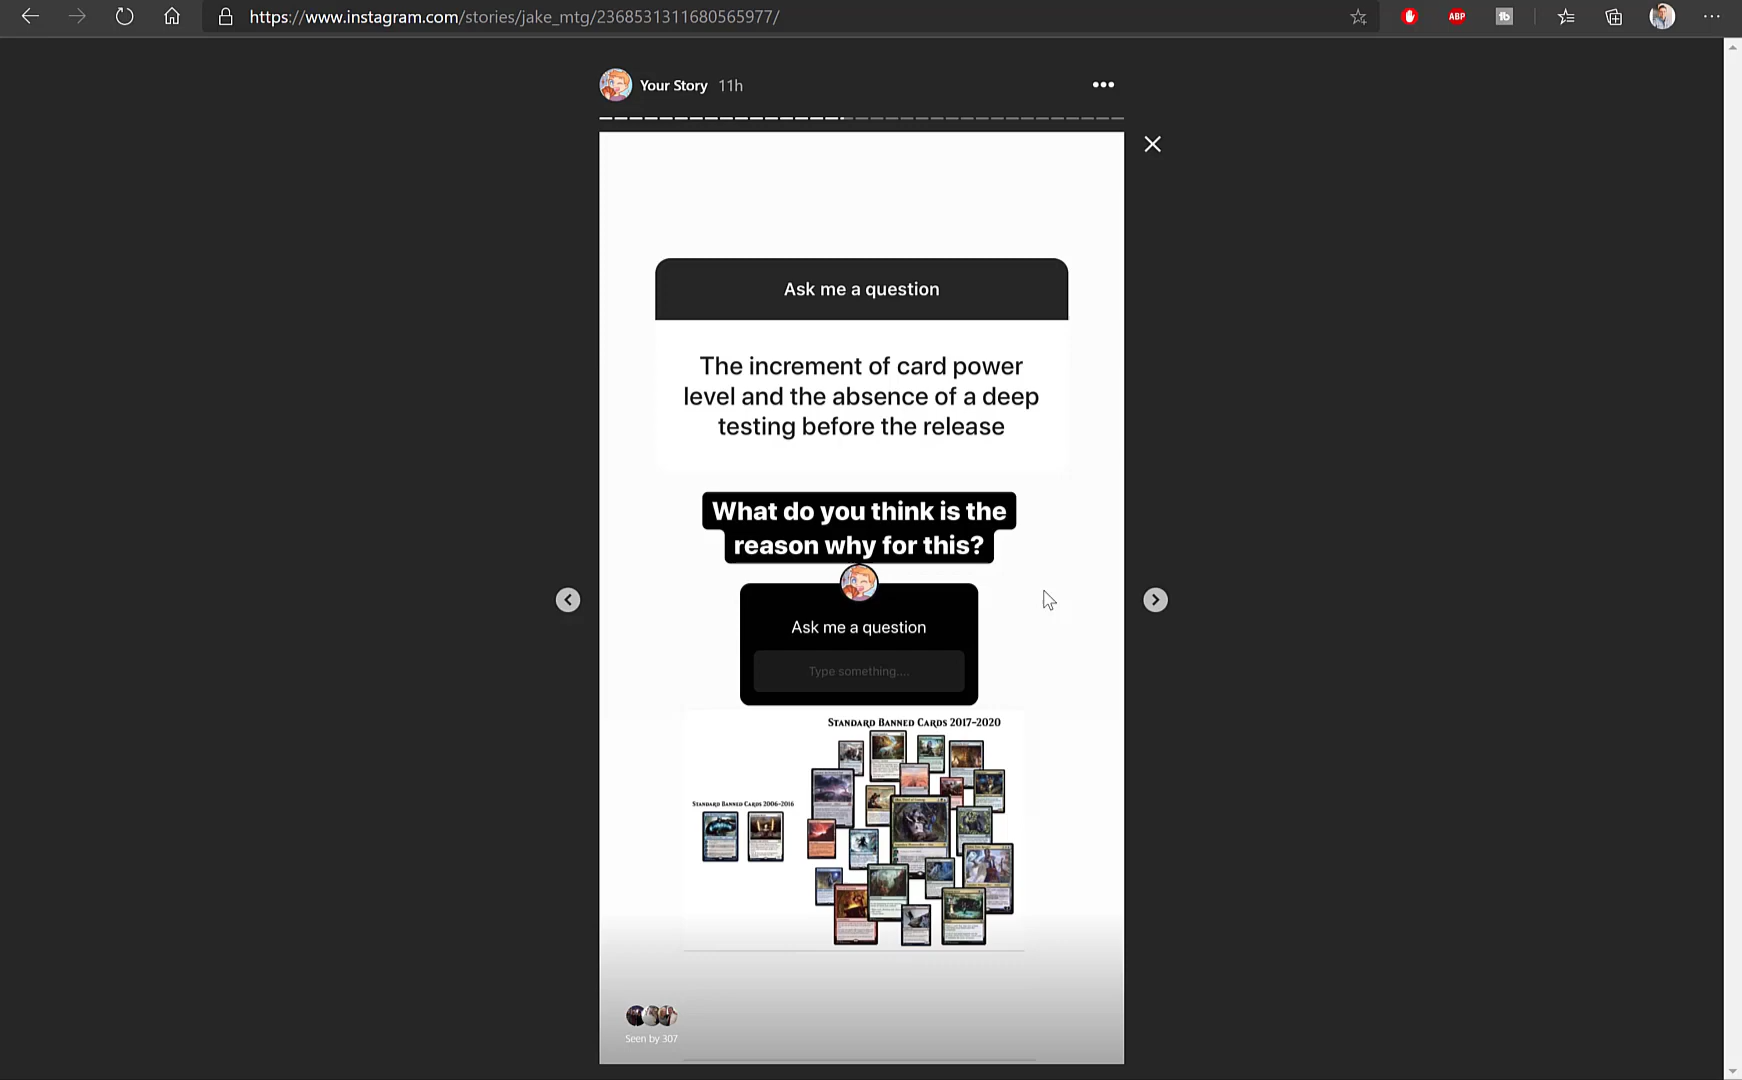 https://www.instagram.com/stories/jake_mtg/2368531311680565977/
ABP
Your Story 11h
Ask me a question
The increment of card power
level and the absence of a deep
testing before the release
What do you think is the
reason why for this?
Ask me a question
Type something....
Standard Banned Cards 2017-2020
Standard Banned Cards 2006-2016
Seen by 307